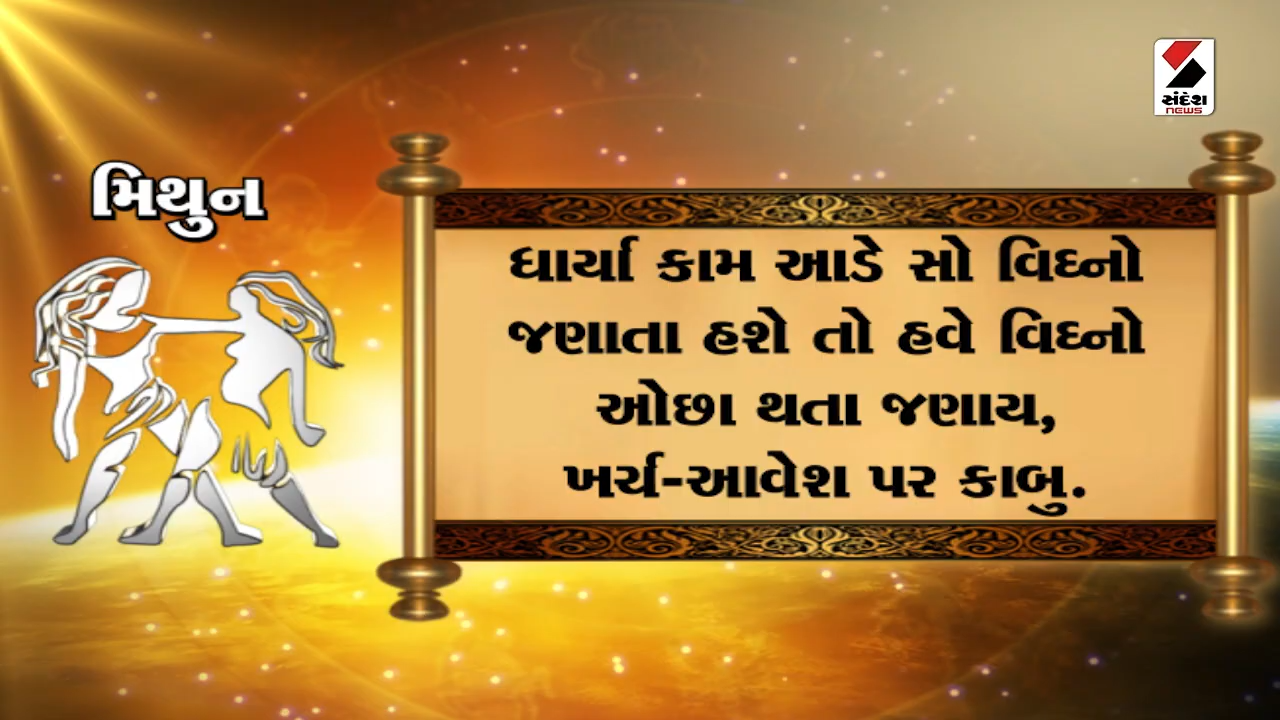 સંદેશ
NEWS
મિથુન
ધાર્યા કામ આડે સો વિઘ્નો
જણાતા હશે તો હવે વિઘ્નો
ઓછા થતા જણાય,
ખર્ચ-આવેશ પર કાબુ.